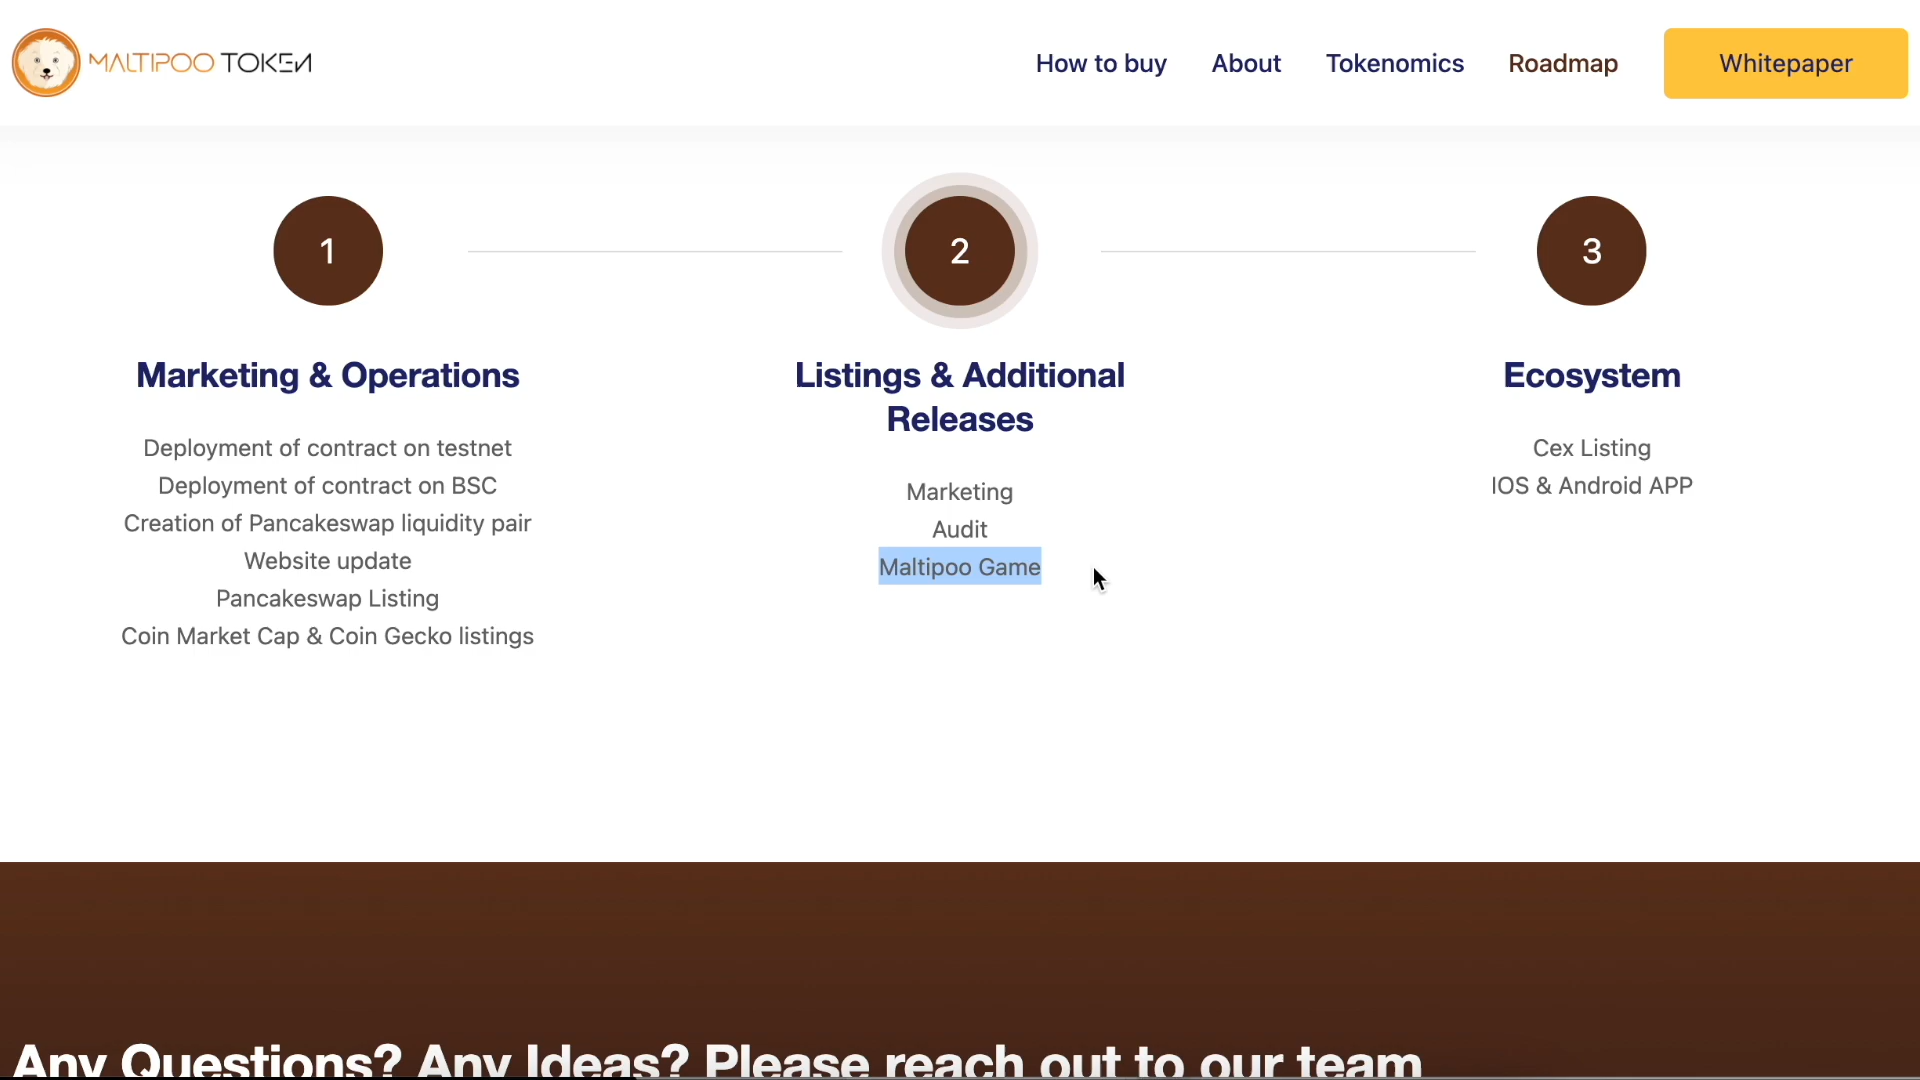 MALTIPOO TOKEN
How to buy
About
Tokenomics
Roadmap
Whitepaper
1
2
3
Marketing & Operations
Deployment of contract on testnet
Deployment of contract on BSC
Creation of Pancakeswap liquidity pair
Website update
Pancakeswap Listing
Coin Market Cap & Coin Gecko listings
Listings & Additional
Releases
Marketing
Audit
Maltipoo Game
Ecosystem
Cex Listing
IOS & Android APP
Any Questions? Any Ideas? Please reach out to our team